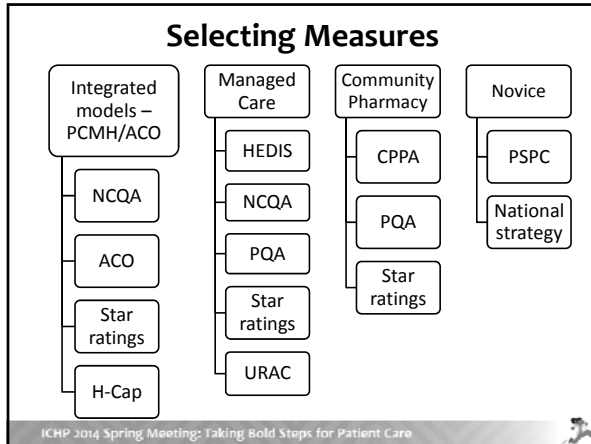 Selecting Measures
Integrated
models –
PCMH/ACO
NCQA
ACO
Star
ratings
H-Cap
Managed
Care
HEDIS
NCQA
PQA
Star
ratings
URAC
Community
Pharmacy
CPPA
PQA
Star
ratings
Novice
PSPC
National
strategy
ICHP 2014 Spring Meeting: Taking Bold Steps for Patient Care